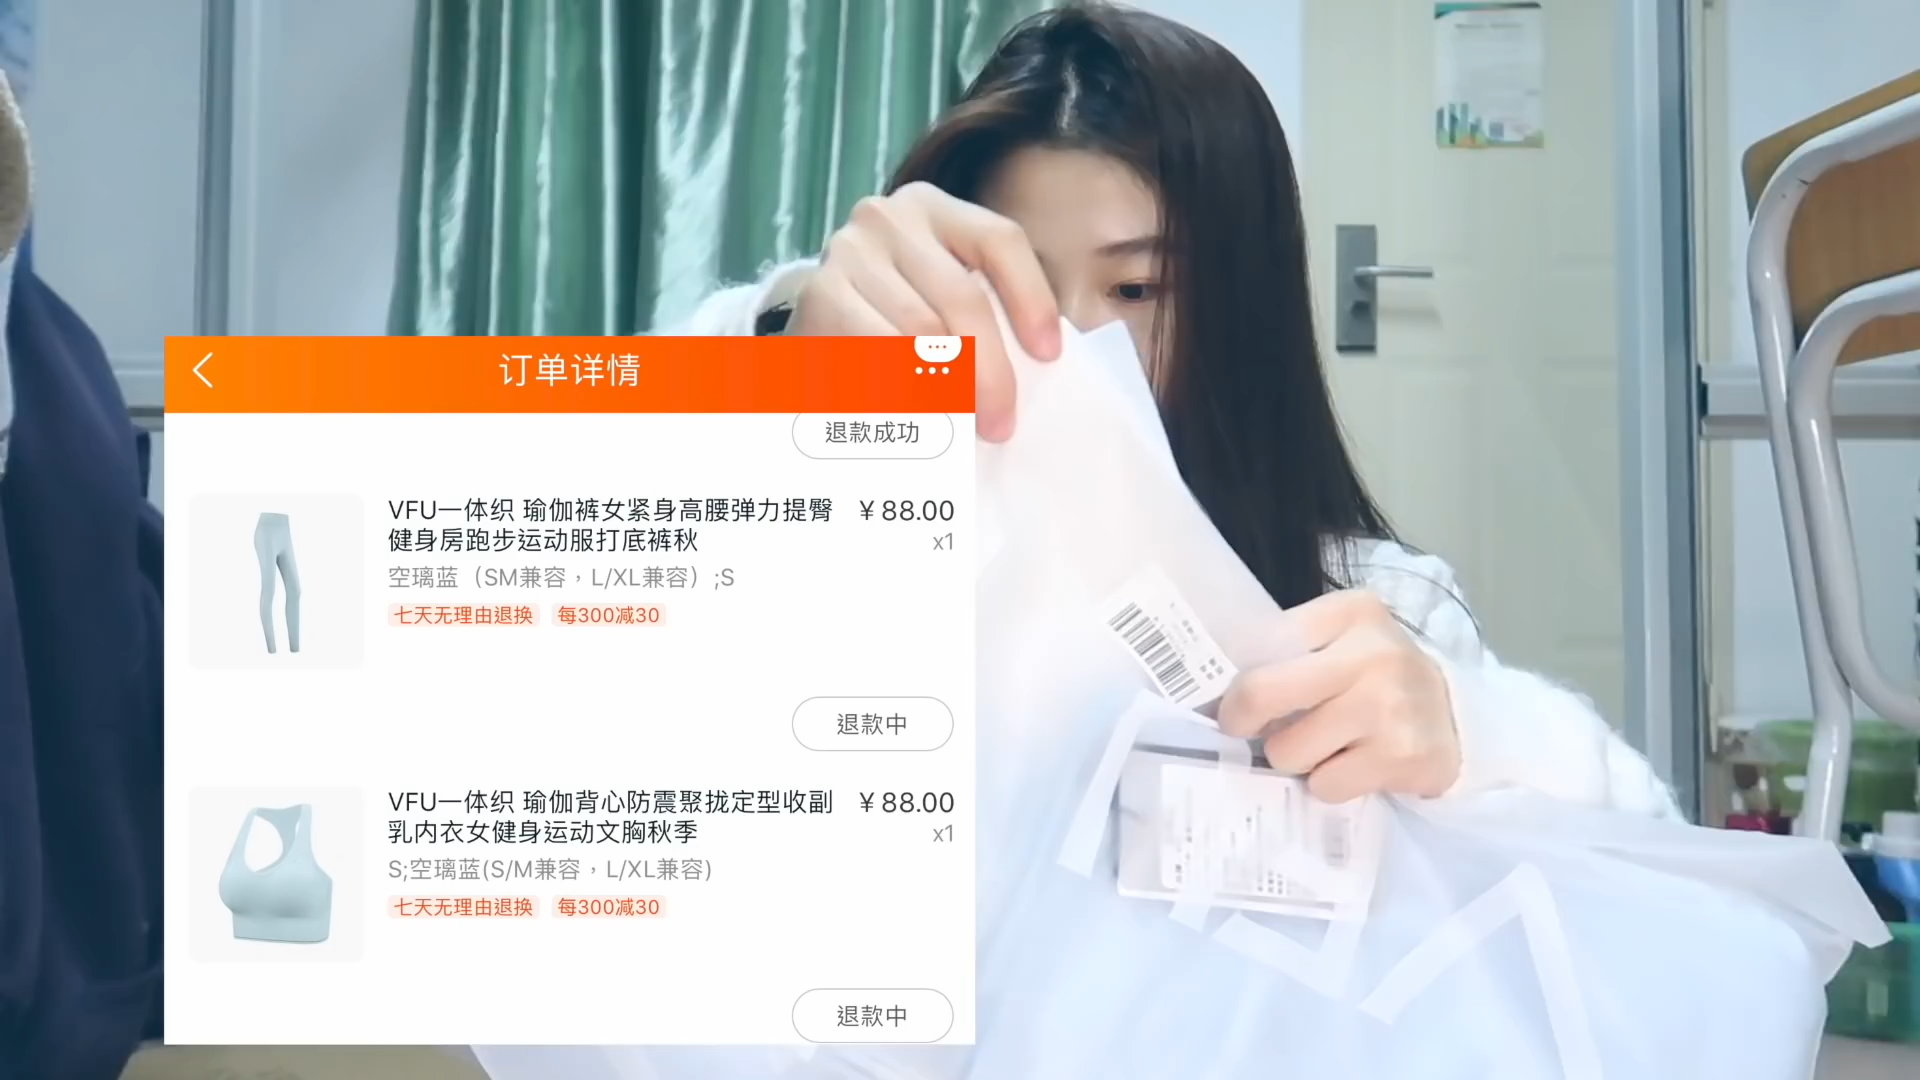 订单详情
退款成功
VFU一体织 瑜伽裤女紧身高腰弹力提臀
¥88.00
健身房跑步运动服打底裤秋
x1
空璃蓝（SM兼容，L/XL兼容）;S
七天无理由退换
每300减30
退款中
VFU一体织 瑜伽背心防震聚拢定型收副
¥88.00
乳内衣女健身运动文胸秋季
x1
S;空璃蓝(S/M兼容，L/XL兼容)
七天无理由退换
每300减30
退款中